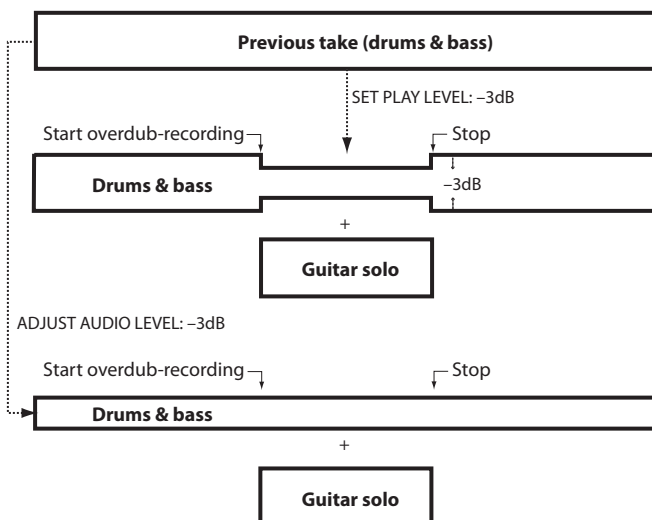 Previous take (drums & bass)
SET PLAY LEVEL: –3dB
Start overdub-recording
Stop
Drums & bass
–3dB
+
Guitar solo
ADJUST AUDIO LEVEL: –3dB
Start overdub-recording
Stop
Drums & bass
+
Guitar solo